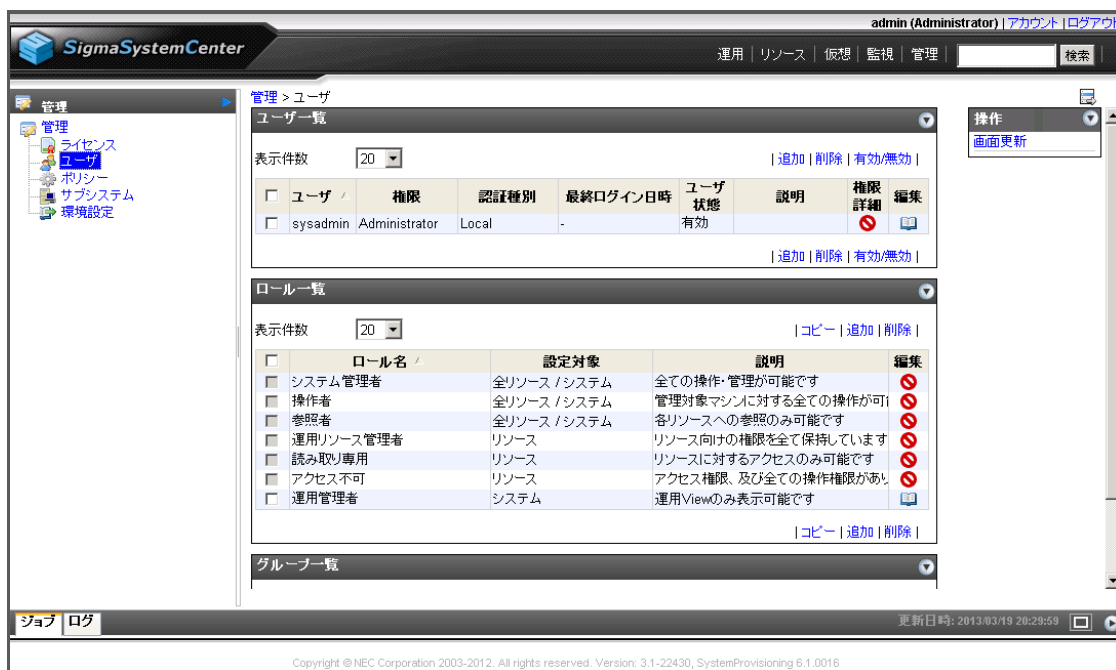 admin (Administrator) | アカウント | ログアウト
SigmaSystemCenter
運用 | リソース | 仮想 | 監視 | 管理 | 検索 |
管理
管理
ライセンス
ユーザ
ポリシー
サブシステム
環境設定
管理 > ユーザ
ユーザ一覧
表示件数 20 | 追加 | 削除 | 有効/無効 |
ユーザ 権限 認証種別 最終ログイン日時 ユーザ状態 説明 権限詳細 編集
sysadmin Administrator Local - 有効
| 追加 | 削除 | 有効/無効 |
ロール一覧
表示件数 20 | コピー | 追加 | 削除 |
ロール名 設定対象 説明 編集
システム管理者 全リソース / システム 全ての操作・管理が可能です
操作者 全リソース / システム 管理対象マシンに対する全ての操作が可
参照者 全リソース / システム 各リソースへの参照のみ可能です
運用リソース管理者 リソース リソース向けの権限を全て保持しています
読み取り専用 リソース リソースに対するアクセスのみ可能です
アクセス不可 リソース アクセス権限、及び全ての操作権限があり
運用管理者 システム 運用Viewのみ表示可能です
| コピー | 追加 | 削除 |
グループ一覧
操作
画面更新
ジョブ ログ
更新日時: 2013/03/19 20:29:59
Copyright © NEC Corporation 2003-2012. All rights reserved. Version: 3.1-22430, SystemProvisioning 6.1.0016